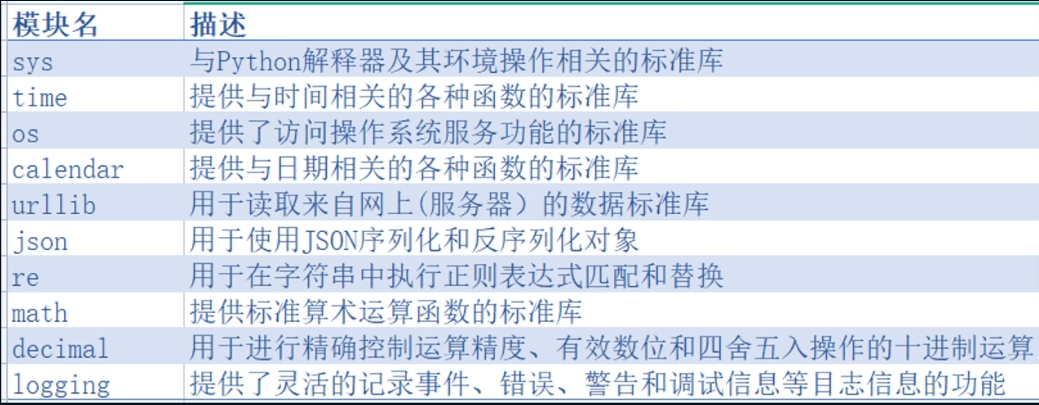 模块名 描述
sys 与Python解释器及其环境操作相关的标准库
time 提供与时间相关的各种函数的标准库
os 提供了访问操作系统服务功能的标准库
calendar 提供与日期相关的各种函数的标准库
urllib 用于读取来自网上(服务器）的数据标准库
json 用于使用JSON序列化和反序列化对象
re 用于在字符串中执行正则表达式匹配和替换
math 提供标准算术运算函数的标准库
decimal 用于进行精确控制运算精度、有效数位和四舍五入操作的十进制运算
logging 提供了灵活的记录事件、错误、警告和调试信息等目志信息的功能